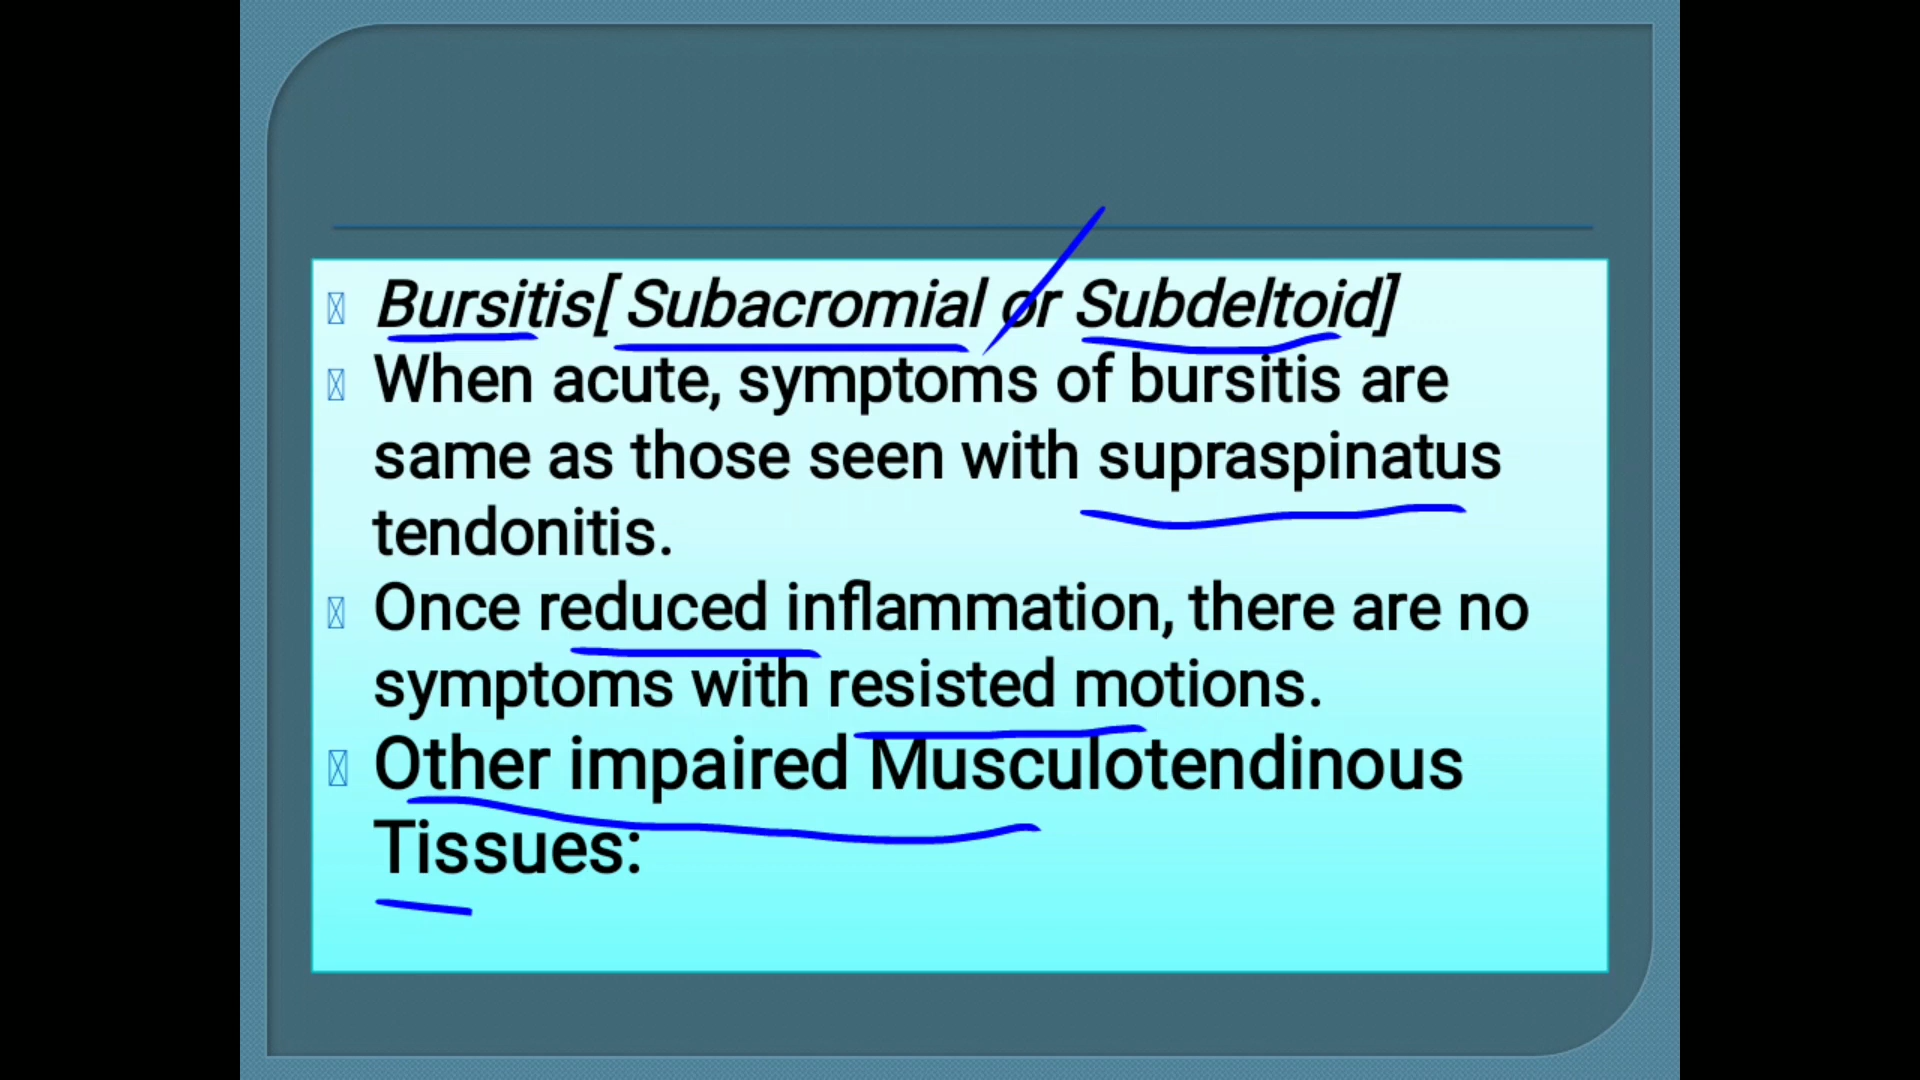 Bursitis[ Subacromial or Subdeltoid]
When acute, symptoms of bursitis are
same as those seen with supraspinatus
tendonitis.
Once reduced inflammation, there are no
symptoms with resisted motions.
Other impaired Musculotendinous
Tissues: